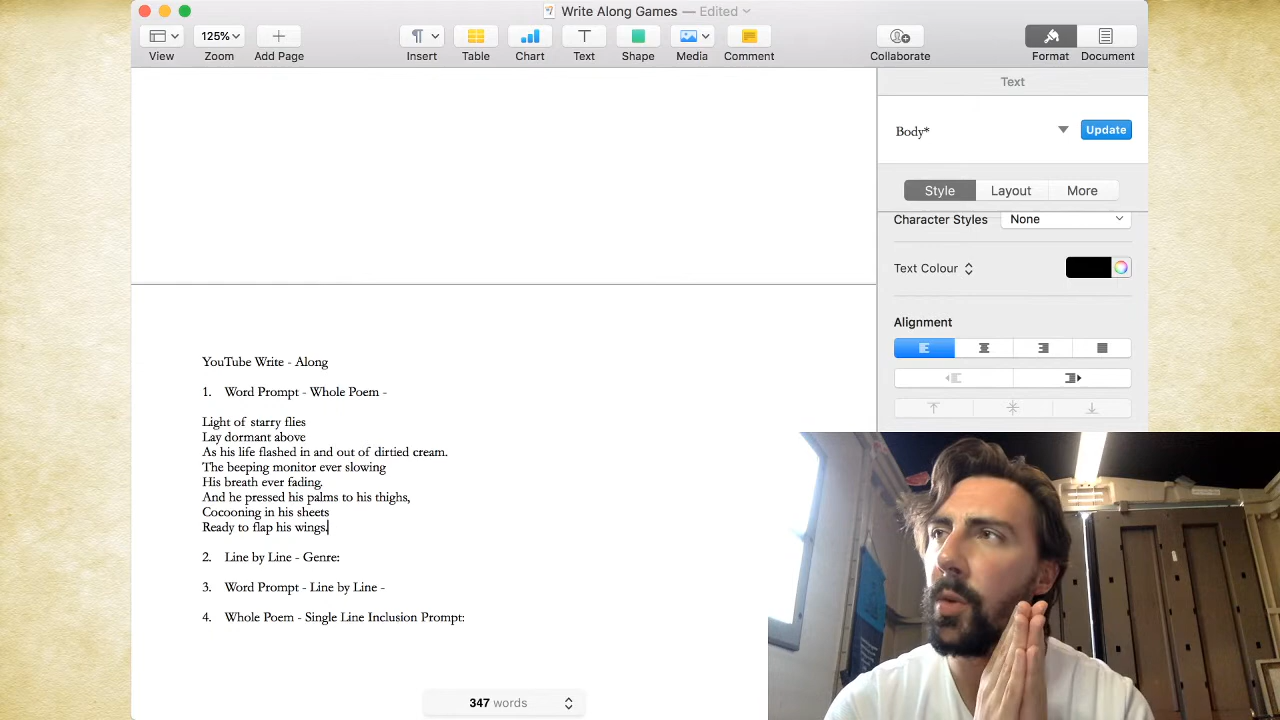 Write Along Games — Edited
125%
View
Zoom
Add Page
Insert
Table
Chart
Text
Shape
Media
Comment
Collaborate
Format
Document
Text
Body*
Update
Style
Layout
More
Character Styles
None
Text Colour
Alignment
YouTube Write - Along
1. Word Prompt - Whole Poem -
Light of starry flies
Lay dormant above
As his life flashed in and out of dirtied cream.
The beeping monitor ever slowing
His breath ever fading.
And he pressed his palms to his thighs,
Cocooning in his sheets
Ready to flap his wings.
2. Line by Line - Genre:
3. Word Prompt - Line by Line -
4. Whole Poem - Single Line Inclusion Prompt:
347 words